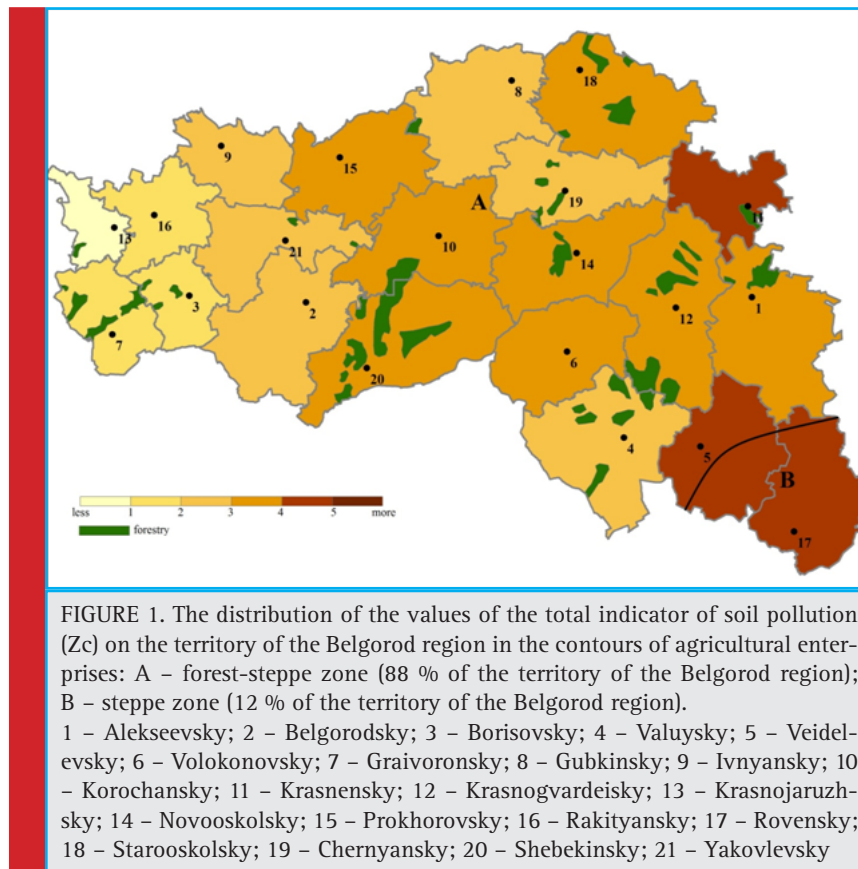 8
18
9
15
A
19
11
16
13
10
21
14
3
2
12
1
7
20
6
4
5
B
17
less 1 2 3 4 5 more
forestry
FIGURE 1. The distribution of the values of the total indicator of soil pollution
(Zc) on the territory of the Belgorod region in the contours of agricultural enter-
prises: A – forest-steppe zone (88 % of the territory of the Belgorod region);
B – steppe zone (12 % of the territory of the Belgorod region).
1 – Alekseevsky; 2 – Belgorodsky; 3 – Borisovsky; 4 – Valuysky; 5 – Veidel-
evsky; 6 – Volokonovsky; 7 – Graivoronsky; 8 – Gubkinsky; 9 – Ivnyansky; 10
– Korochansky; 11 – Krasnensky; 12 – Krasnogvardeisky; 13 – Krasnojaruzh-
sky; 14 – Novooskolsky; 15 – Prokhorovsky; 16 – Rakityansky; 17 – Rovensky;
18 – Starooskolsky; 19 – Chernyansky; 20 – Shebekinsky; 21 – Yakovlevsky